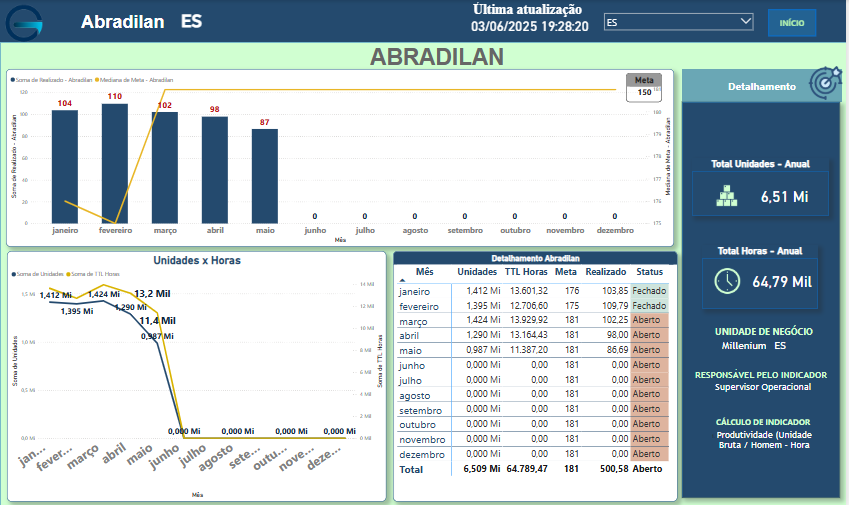 Abradilan ES
Última atualização
03/06/2025 19:28:20
ES
INÍCIO
ABRADILAN
Soma de Realizado - Abradilan Mediana de Meta - Abradilan
Meta
150
Soma de Realizado - Abradilan
120
100
80
60
40
20
0
104
110
102
98
87
0
0
0
0
0
0
0
janeiro
fevereiro
março
abril
maio
junho
julho
agosto
setembro
outubro
novembro
dezembro
Mês
180
179
178
177
176
175
Mediana de Meta - Abradilan
Unidades x Horas
Soma de Unidades Soma de TTL Horas
Soma de Unidades
1,5 Mi
1,0 Mi
0,5 Mi
0,0 Mi
1,412 Mi
1,395 Mi
1,424 Mi
1,290 Mi
0,987 Mi
13,2 Mil
11,4 Mil
0,000 Mi
0,000 Mi
0,000 Mi
0,000 Mi
14 Mil
12 Mil
10 Mil
8 Mil
6 Mil
4 Mil
2 Mil
0 Mil
Soma de TTL Horas
jan...
fever...
março
abril
maio
junho
julho
agosto
sete...
outu...
nove...
deze...
Mês
Detalhamento Abradilan
Mês Unidades TTL Horas Meta Realizado Status
janeiro 1,412 Mi 13.601,32 176 103,85 Fechado
fevereiro 1,395 Mi 12.706,60 175 109,79 Fechado
março 1,424 Mi 13.929,92 181 102,25 Aberto
abril 1,290 Mi 13.164,43 181 98,00 Aberto
maio 0,987 Mi 11.387,20 181 86,69 Aberto
junho 0,000 Mi 0,00 181 0,00 Aberto
julho 0,000 Mi 0,00 181 0,00 Aberto
agosto 0,000 Mi 0,00 181 0,00 Aberto
setembro 0,000 Mi 0,00 181 0,00 Aberto
outubro 0,000 Mi 0,00 181 0,00 Aberto
novembro 0,000 Mi 0,00 181 0,00 Aberto
dezembro 0,000 Mi 0,00 181 0,00 Aberto
Total 6,509 Mi 64.789,47 181 500,58 Aberto
Detalhamento
Total Unidades - Anual
6,51 Mi
Total Horas - Anual
64,79 Mil
UNIDADE DE NEGÓCIO
Millenium ES
RESPONSÁVEL PELO INDICADOR
Supervisor Operacional
CÁLCULO DE INDICADOR
Produtividade (Unidade
Bruta / Homem - Hora